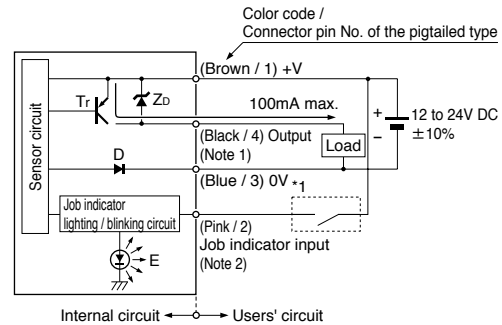 Color code /
Connector pin No. of the pigtailed type
(Brown / 1) +V
Tr
ZD
100mA max.
+
−
12 to 24V DC
±10%
Sensor circuit
(Black / 4) Output
(Note 1)
Load
D
(Blue / 3) 0V *1
Job indicator
lighting / blinking circuit
(Pink / 2)
Job indicator input
(Note 2)
E
Internal circuit
Users' circuit